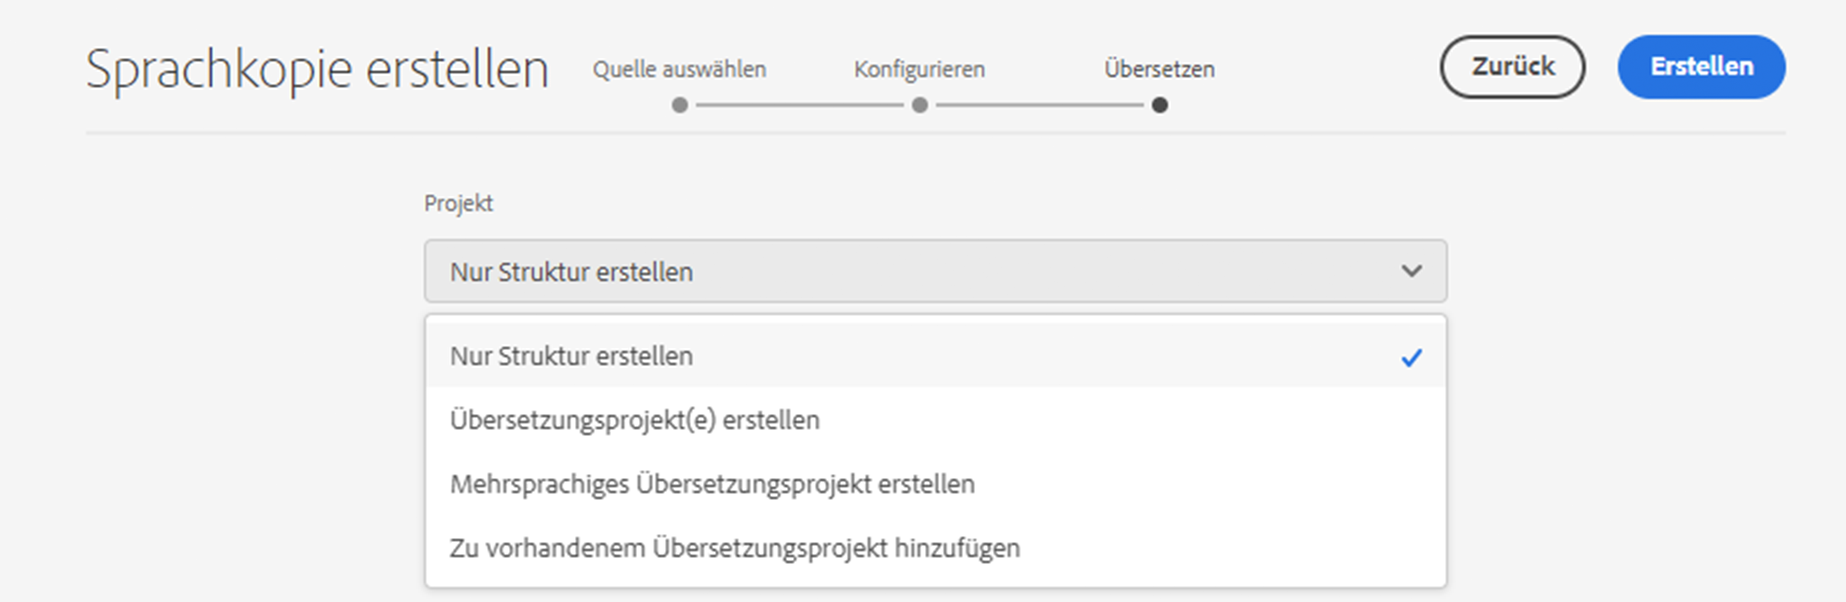 Sprachkopie erstellen
Quelle auswählen
Konfigurieren
Übersetzen
Zurück
Erstellen
Projekt
Nur Struktur erstellen
Nur Struktur erstellen
Übersetzungsprojekt(e) erstellen
Mehrsprachiges Übersetzungsprojekt erstellen
Zu vorhandenem Übersetzungsprojekt hinzufügen